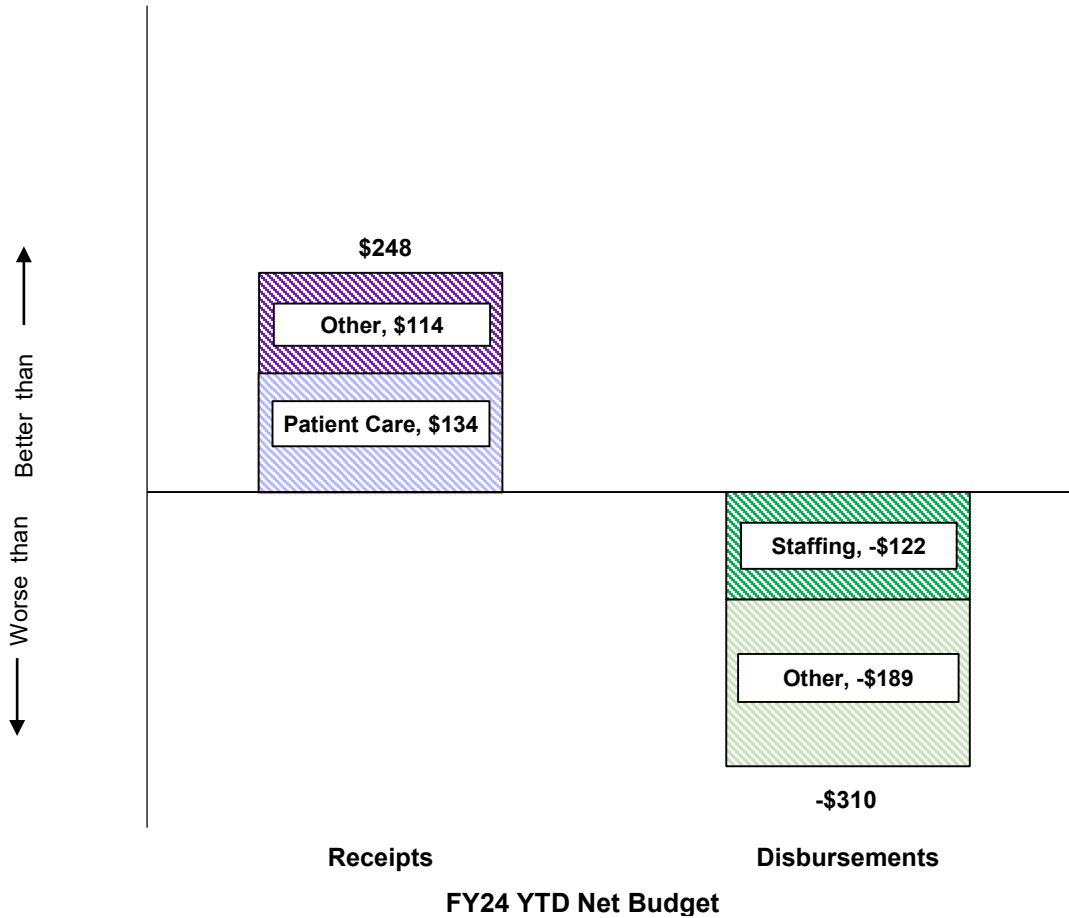 $248
Other, $114
Patient Care, $134
Better than
Worse than
Staffing, -$122
Other, -$189
-$310
Receipts
Disbursements
FY24 YTD Net Budget